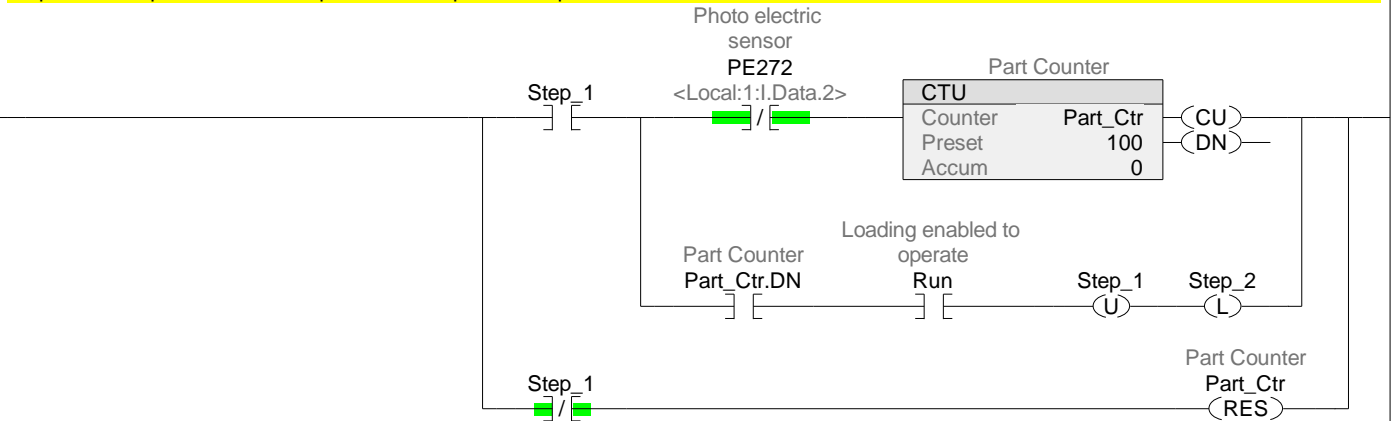 Photo electric
sensor
PE272
<Local:1:I.Data.2>
Step_1
/
Part Counter
CTU
Counter Part_Ctr
Preset 100
Accum 0
CU
DN
Part Counter
Part_Ctr.DN
Loading enabled to
operate
Run
Step_1
U
Step_2
L
Step_1
/
Part Counter
Part_Ctr
RES